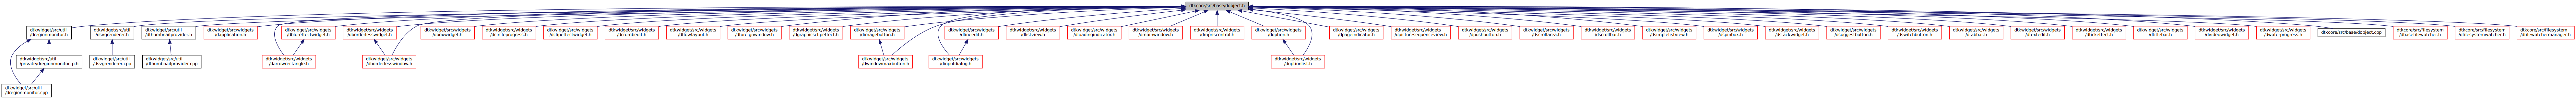 dtkcore/src/base/dobject.h
dtkwidget/src/util
/dregionmonitor.h
dtkwidget/src/util
/dsvgrenderer.h
dtkwidget/src/util
/dthumbnailprovider.h
dtkwidget/src/widgets
/dapplication.h
dtkwidget/src/widgets
/dblureffectwidget.h
dtkwidget/src/widgets
/dborderlesswidget.h
dtkwidget/src/widgets
/dboxwidget.h
dtkwidget/src/widgets
/dcircleprogress.h
dtkwidget/src/widgets
/dclipeffectwidget.h
dtkwidget/src/widgets
/dcrumbedit.h
dtkwidget/src/widgets
/dflowlayout.h
dtkwidget/src/widgets
/dforeignwindow.h
dtkwidget/src/widgets
/dgraphicsclipeffect.h
dtkwidget/src/widgets
/dimagebutton.h
dtkwidget/src/widgets
/dlineedit.h
dtkwidget/src/widgets
/dlistview.h
dtkwidget/src/widgets
/dloadingindicator.h
dtkwidget/src/widgets
/dmainwindow.h
dtkwidget/src/widgets
/dmpriscontrol.h
dtkwidget/src/widgets
/doption.h
dtkwidget/src/widgets
/dpageindicator.h
dtkwidget/src/widgets
/dpicturesequenceview.h
dtkwidget/src/widgets
/dpushbutton.h
dtkwidget/src/widgets
/dscrollarea.h
dtkwidget/src/widgets
/dscrollbar.h
dtkwidget/src/widgets
/dsimplelistview.h
dtkwidget/src/widgets
/dspinbox.h
dtkwidget/src/widgets
/dstackwidget.h
dtkwidget/src/widgets
/dsuggestbutton.h
dtkwidget/src/widgets
/dswitchbutton.h
dtkwidget/src/widgets
/dtabbar.h
dtkwidget/src/widgets
/dtextedit.h
dtkwidget/src/widgets
/dtickeffect.h
dtkwidget/src/widgets
/dtitlebar.h
dtkwidget/src/widgets
/dvideowidget.h
dtkwidget/src/widgets
/dwaterprogress.h
dtkcore/src/base/dobject.cpp
dtkcore/src/filesystem
/dbasefilewatcher.h
dtkcore/src/filesystem
/dfilesystemwatcher.h
dtkcore/src/filesystem
/dfilewatchermanager.h
dtkwidget/src/util
/private/dregionmonitor_p.h
dtkwidget/src/util
/dsvgrenderer.cpp
dtkwidget/src/util
/dthumbnailprovider.cpp
dtkwidget/src/widgets
/darrowrectangle.h
dtkwidget/src/widgets
/dborderlesswindow.h
dtkwidget/src/widgets
/dwindowmaxbutton.h
dtkwidget/src/widgets
/dinputdialog.h
dtkwidget/src/widgets
/doptionlist.h
dtkwidget/src/util
/dregionmonitor.cpp